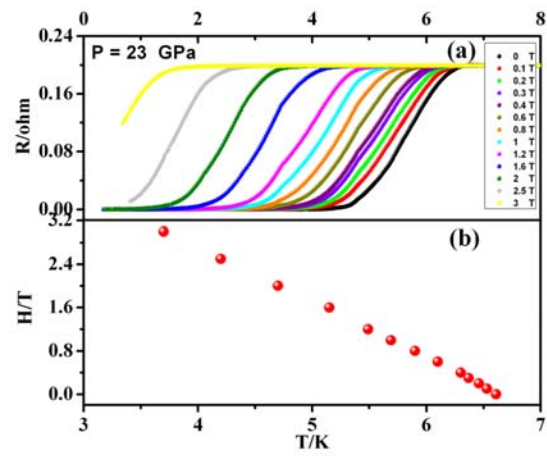 0 2 4 6 8
P = 23 GPa
(a)
0.24
0.16
0.08
0.00
R/ohm
0 T
0.1 T
0.2 T
0.3 T
0.4 T
0.6 T
0.8 T
1 T
1.2 T
1.6 T
2 T
2.5 T
3 T
(b)
3.2
2.4
1.6
0.8
0.0
H/T
3 4 5 6 7
T/K